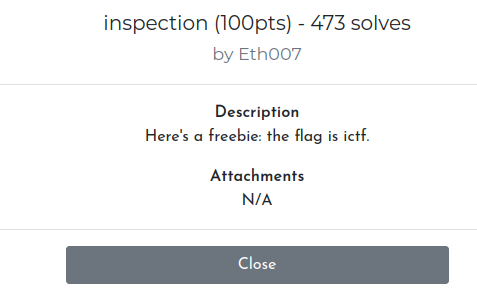 inspection (100pts) - 473 solves
by Eth007
Description
Here's a freebie: the flag is ictf.
Attachments
N/A
Close